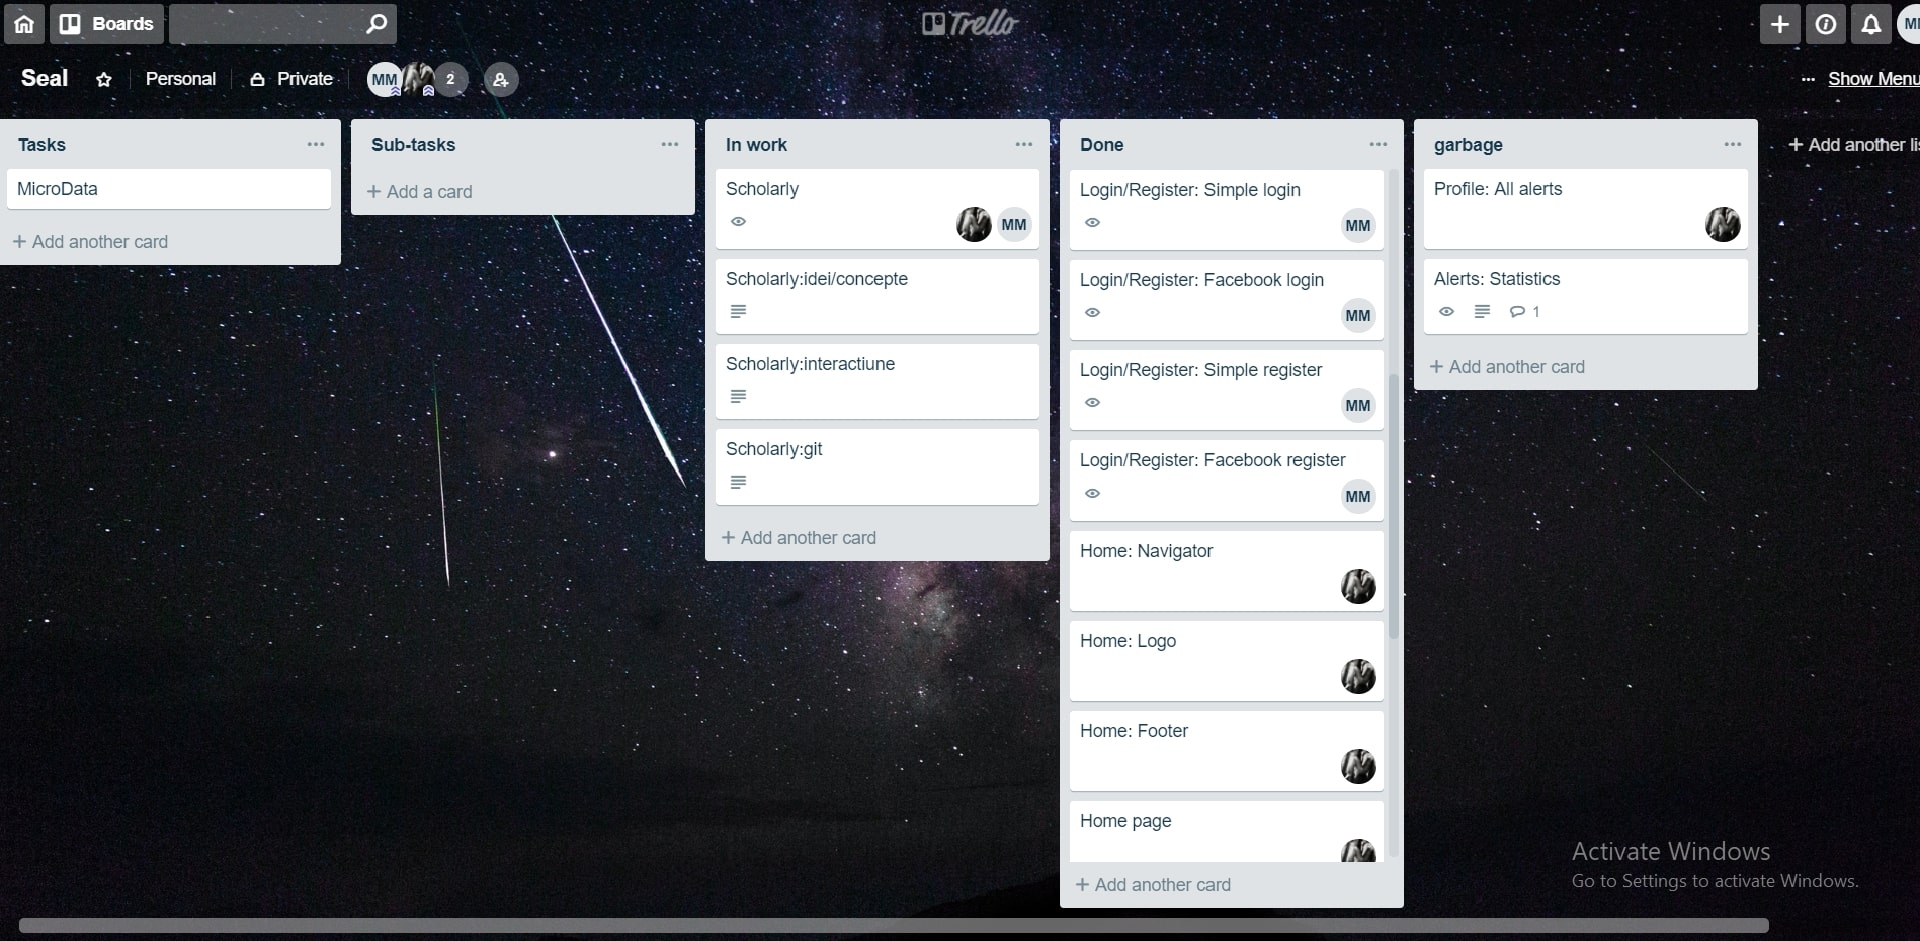 Boards
Trello
MM
Seal
Personal
Private
MM
2
Show Menu
Tasks
MicroData
+ Add another card
Sub-tasks
+ Add a card
In work
Scholarly
MM
Scholarly:idei/concepte
Scholarly:interactiune
Scholarly:git
+ Add another card
Done
Login/Register: Simple login
MM
Login/Register: Facebook login
MM
Login/Register: Simple register
MM
Login/Register: Facebook register
MM
Home: Navigator
Home: Logo
Home: Footer
Home page
+ Add another card
garbage
Profile: All alerts
Alerts: Statistics
1
+ Add another card
+ Add another lis
Activate Windows
Go to Settings to activate Windows.